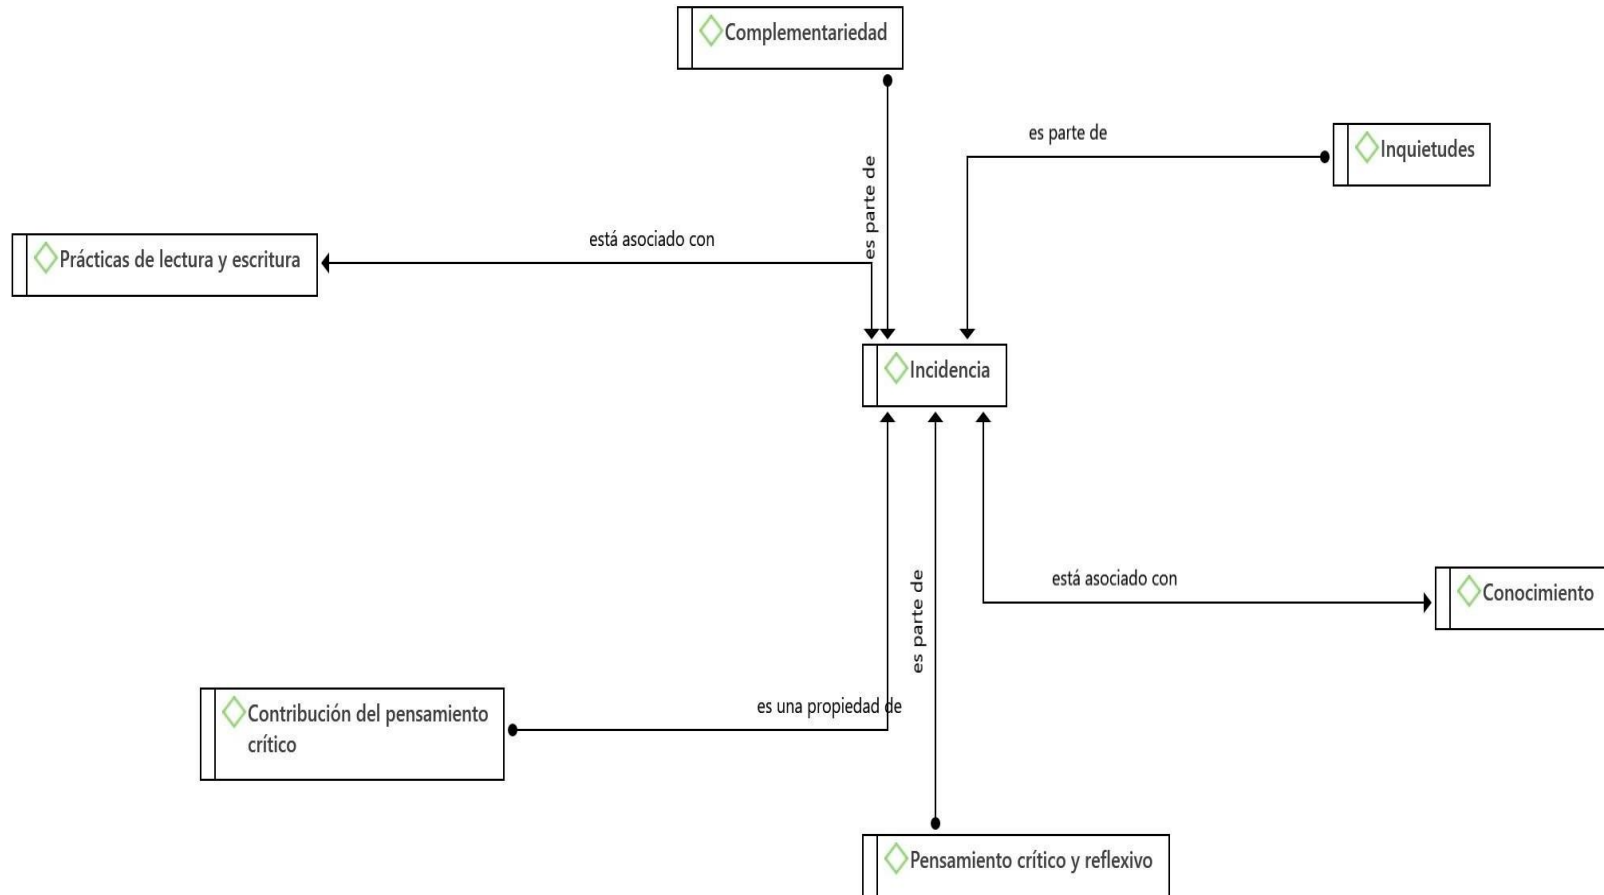 Complementariedad
es parte de
Inquietudes
es parte de
está asociado con
Prácticas de lectura y escritura
Incidencia
está asociado con
Conocimiento
es parte de
es una propiedad de
Contribución del pensamiento
crítico
Pensamiento crítico y reflexivo